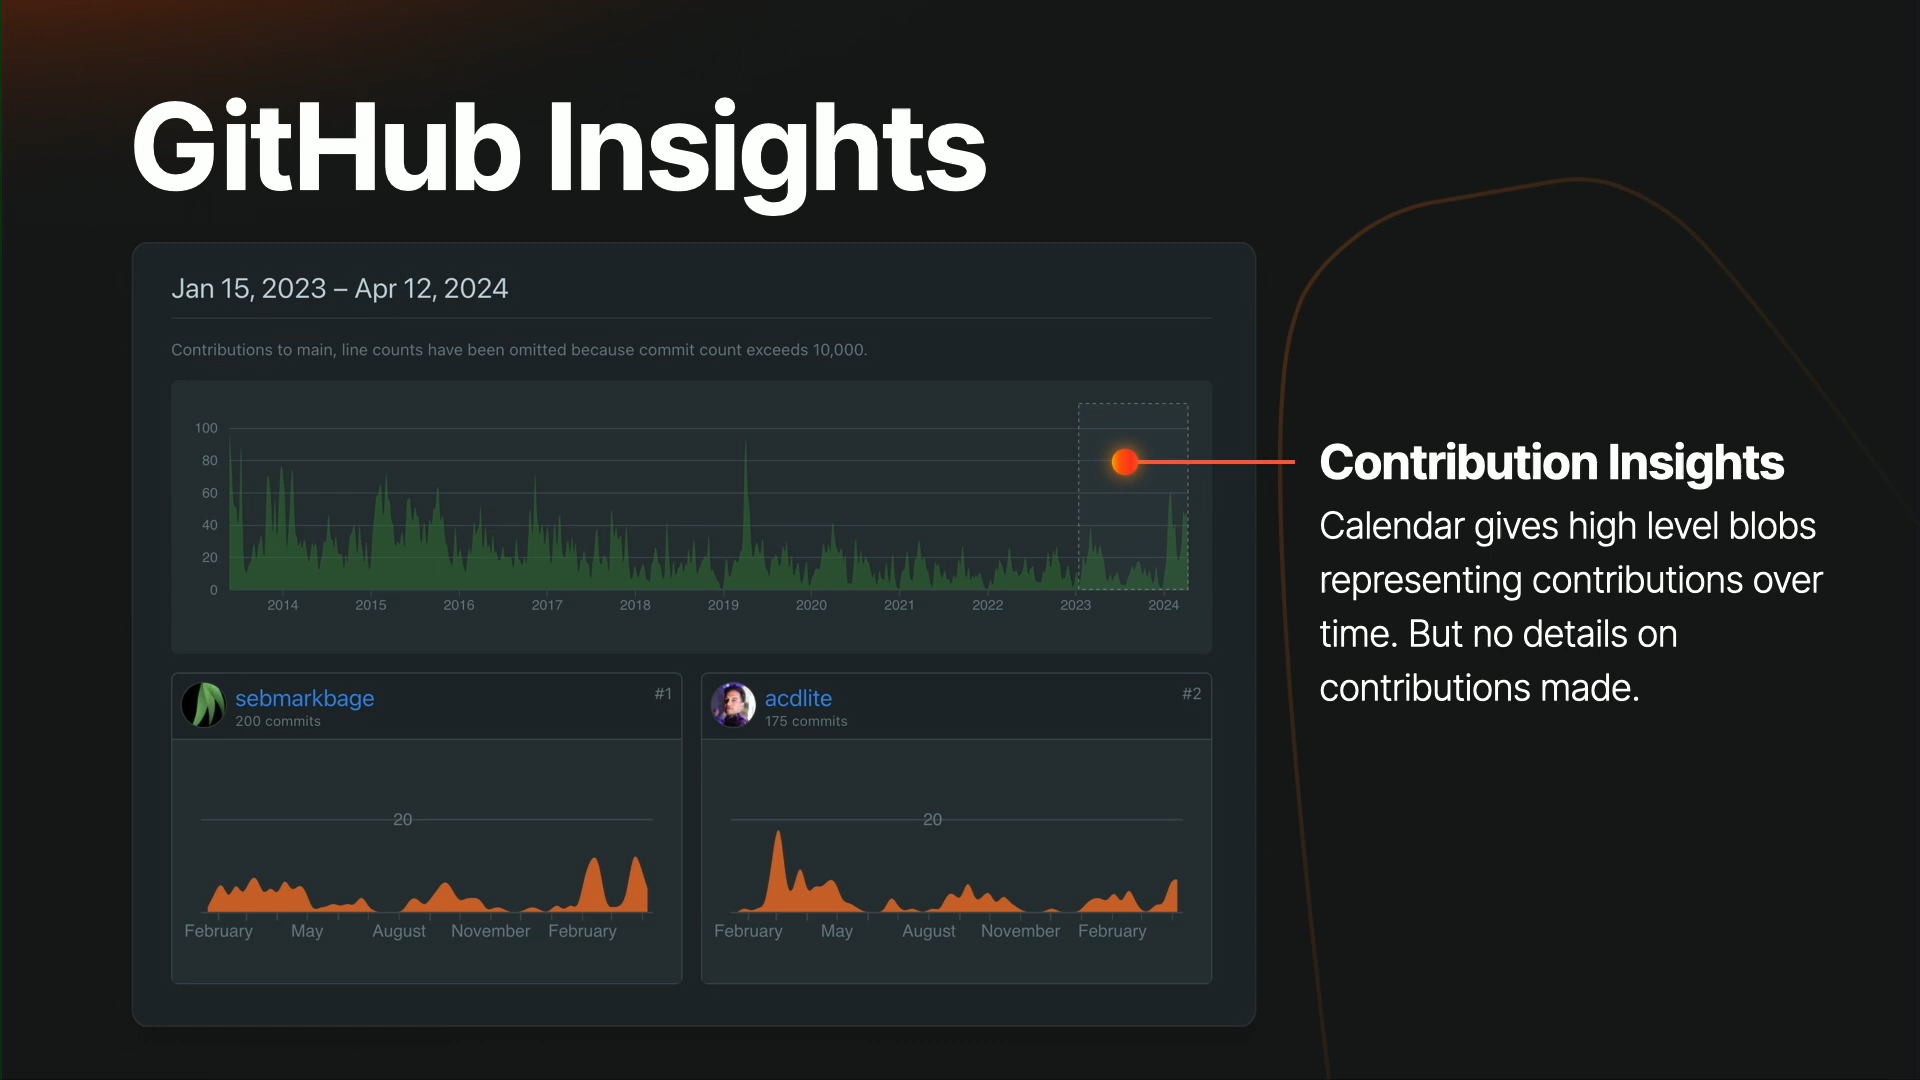 GitHub Insights
Jan 15, 2023 – Apr 12, 2024
Contributions to main, line counts have been omitted because commit count exceeds 10,000.
100
80
60
40
20
0
2014 2015 2016 2017 2018 2019 2020 2021 2022 2023 2024
sebmarkbage #1
200 commits
20
February May August November February
acdlite #2
175 commits
20
February May August November February
Contribution Insights
Calendar gives high level blobs
representing contributions over
time. But no details on
contributions made.